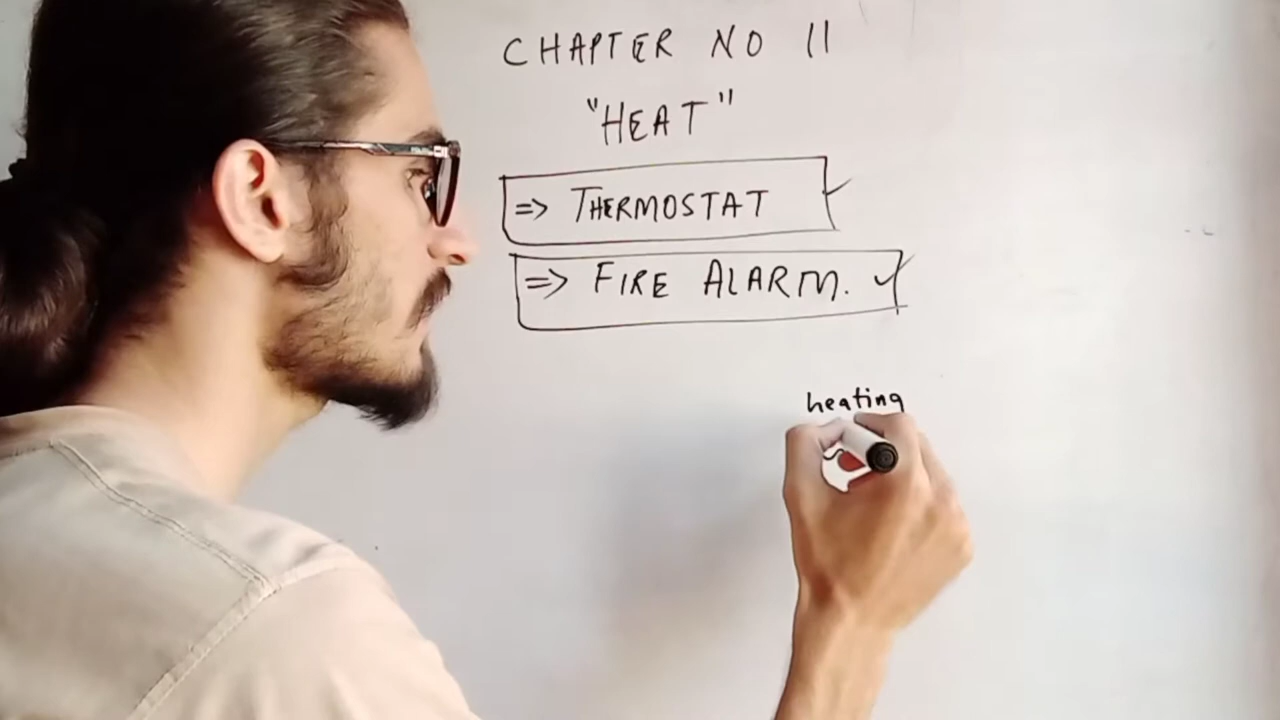 CHAPTER NO 11
"HEAT"
=> THERMOSTAT
=> FIRE ALARM.
heating